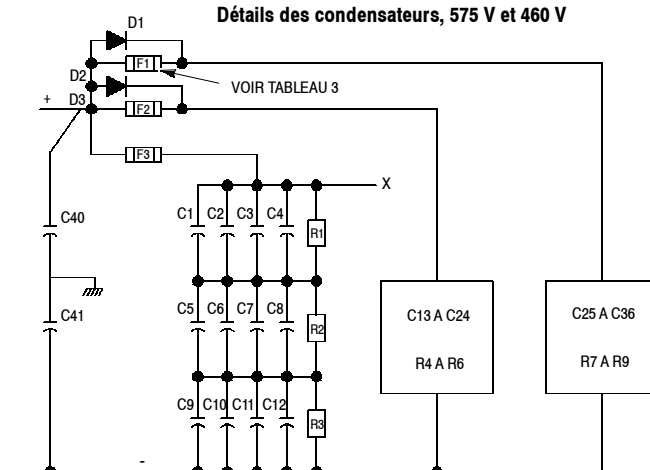 Détails des condensateurs, 575 V et 460 V
D1
F1
D2
VOIR TABLEAU 3
+
D3
F2
F3
X
C40
C1 C2 C3 C4
R1
C41
C5 C6 C7 C8
R2
C13 A C24
R4 A R6
C25 A C36
R7 A R9
C9 C10 C11 C12
R3
-